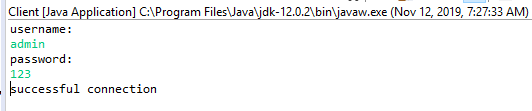 Client [Java Application] C:\Program Files\Java\jdk-12.0.2\bin\javaw.exe (Nov 12, 2019, 7:27:33 AM)
username:
admin
password:
123
successful connection